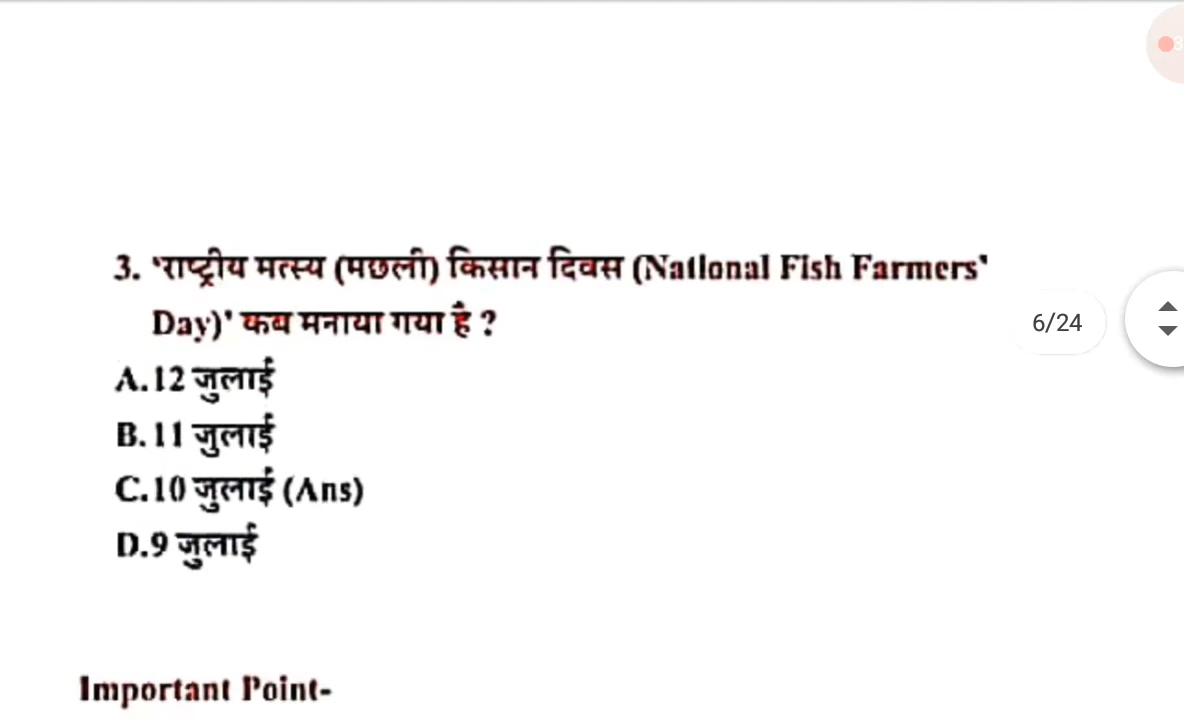 3. 'राष्ट्रीय मत्स्य (मछली) किसान दिवस (National Fish Farmers'
Day)' कब मनाया गया है ?
6/24
A.12 जुलाई
B.11 जुलाई
C.10 जुलाई (Ans)
D.9 जुलाई
Important Point-